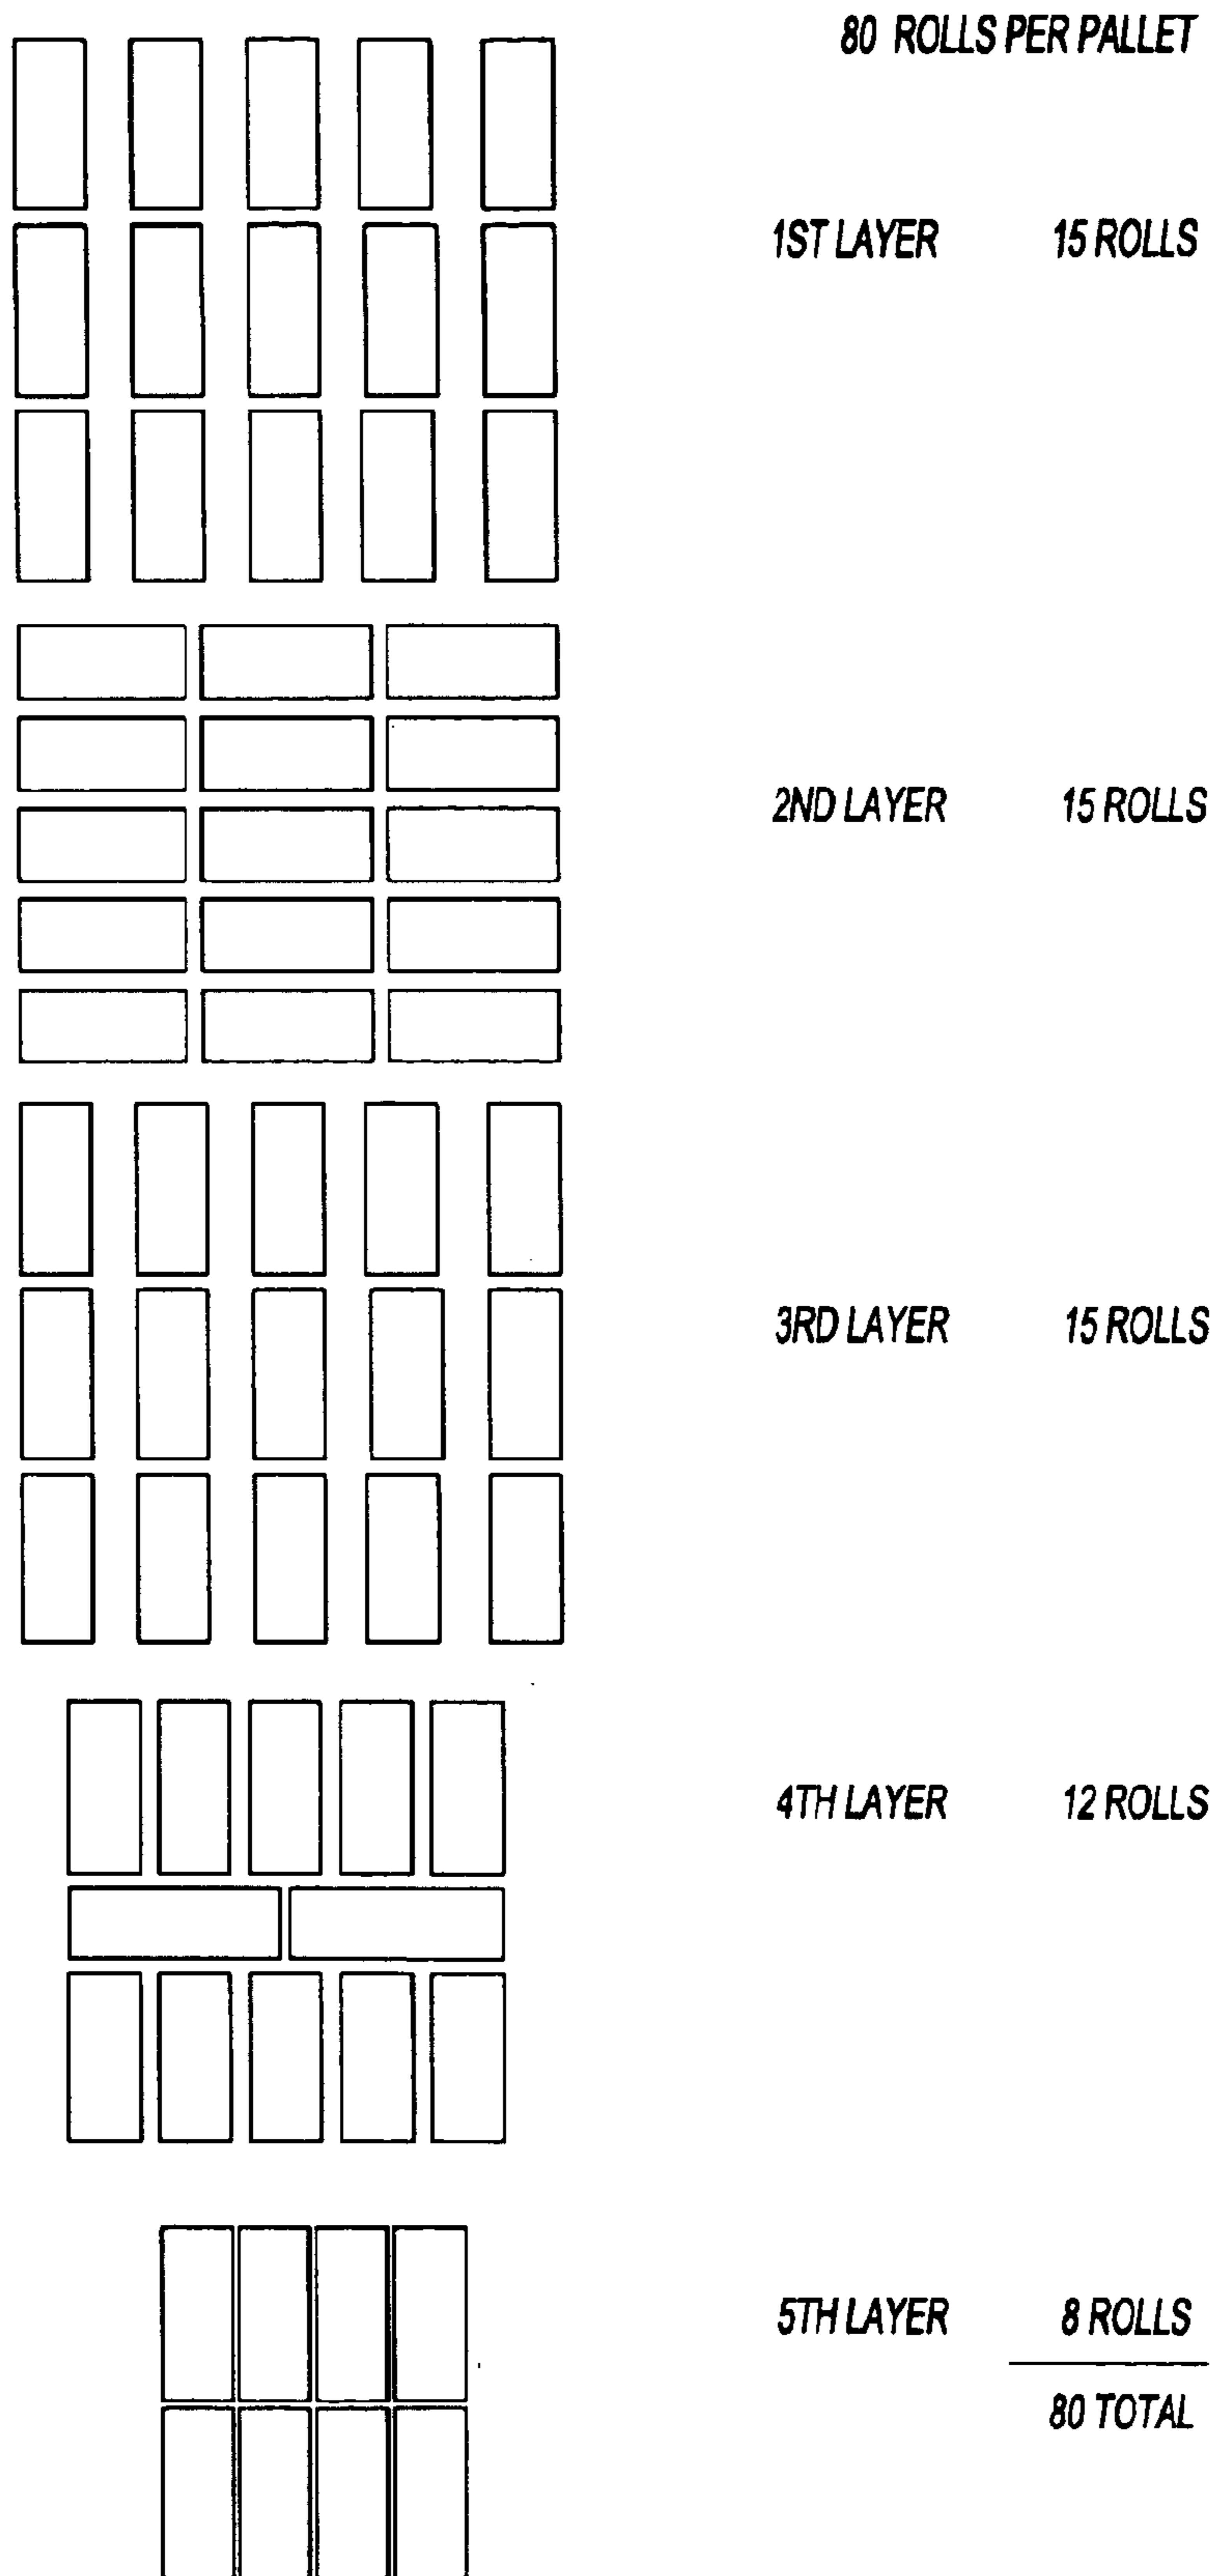 80 ROLLS PER PALLET
1ST LAYER 15 ROLLS
2ND LAYER 15 ROLLS
3RD LAYER 15 ROLLS
4TH LAYER 12 ROLLS
5TH LAYER 8 ROLLS
80 TOTAL